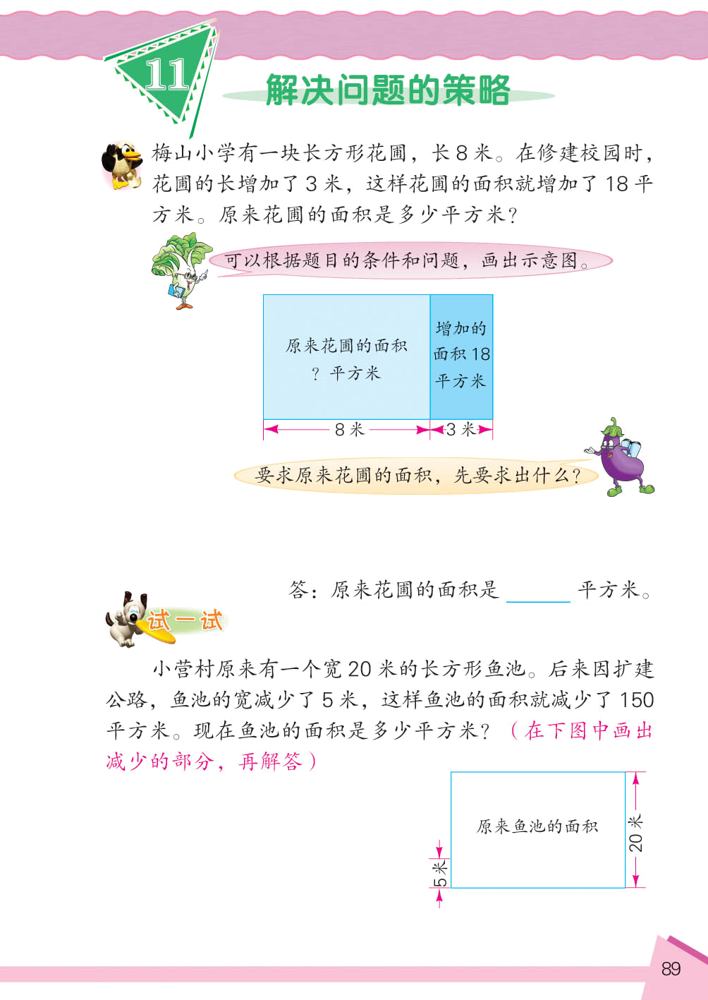 11
解决问题的策略
梅山小学有一块长方形花圃，长 8 米。在修建校园时，
花圃的长增加了 3 米，这样花圃的面积就增加了 18 平
方米。原来花圃的面积是多少平方米？
可以根据题目的条件和问题，画出示意图。
原来花圃的面积
？平方米
增加的
面积 18
平方米
8 米
3 米
要求原来花圃的面积，先要求出什么？
答：原来花圃的面积是 ______ 平方米。
试一试
小营村原来有一个宽 20 米的长方形鱼池。后来因扩建
公路，鱼池的宽减少了 5 米，这样鱼池的面积就减少了 150
平方米。现在鱼池的面积是多少平方米？（在下图中画出
减少的部分，再解答）
原来鱼池的面积
20 米
5 米
89